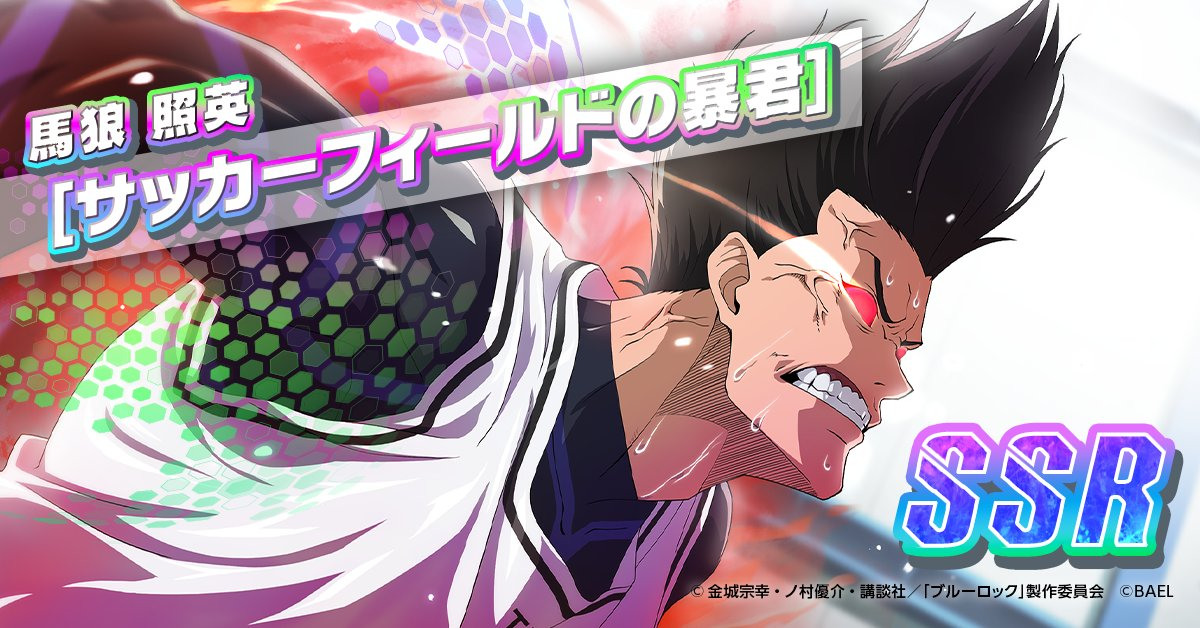 馬狼 照英
[サッカーフィールドの暴君]
SSR
© 金城宗幸・ノ村優介・講談社／「ブルーロック」製作委員会 ©BAEL